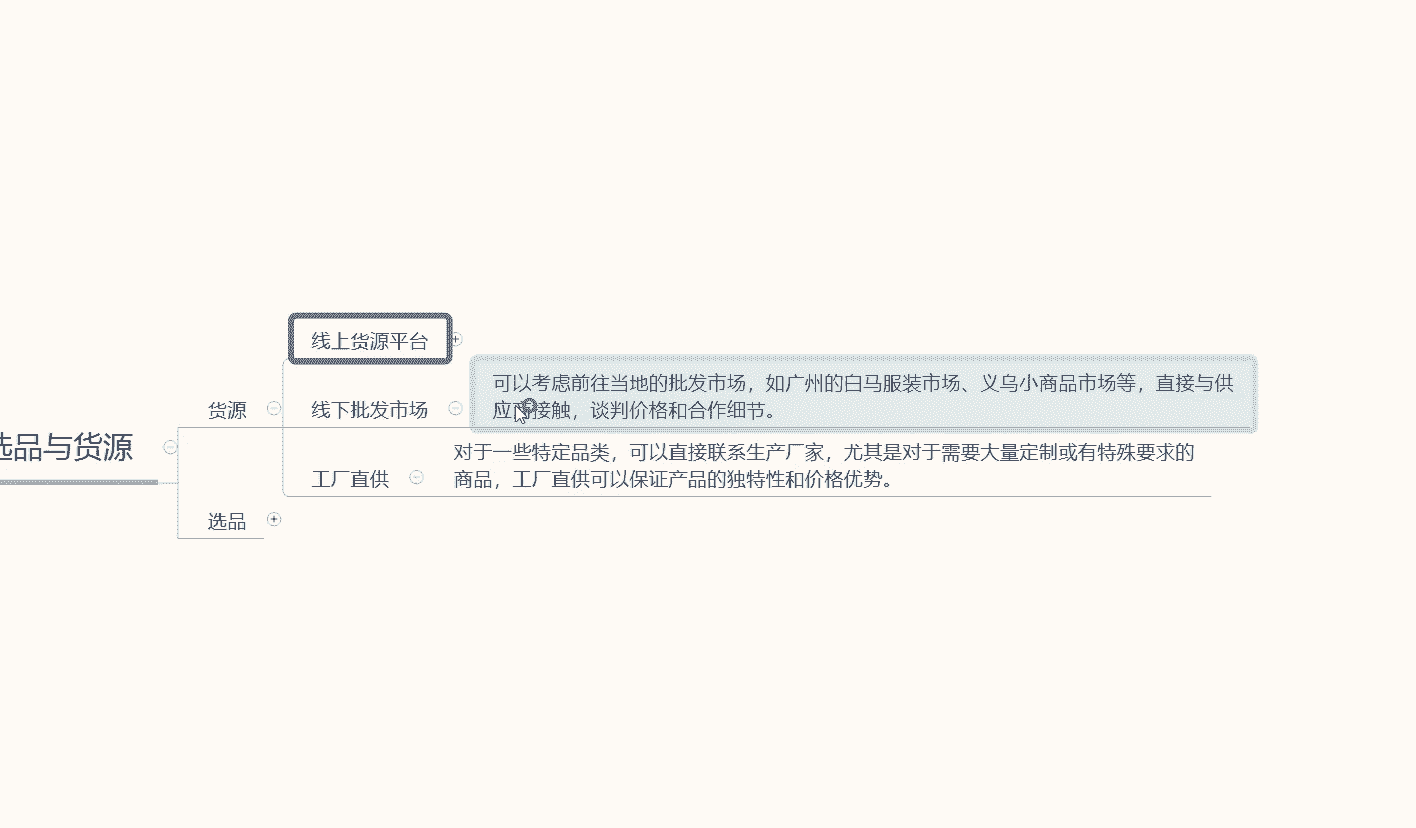 线上货源平台
可以考虑前往当地的批发市场，如广州的白马服装市场、义乌小商品市场等，直接与供
应 接触，谈判价格和合作细节。
货源
线下批发市场
选品与货源
对于一些特定品类，可以直接联系生产厂家，尤其是对于需要大量定制或有特殊要求的
商品，工厂直供可以保证产品的独特性和价格优势。
工厂直供
选品